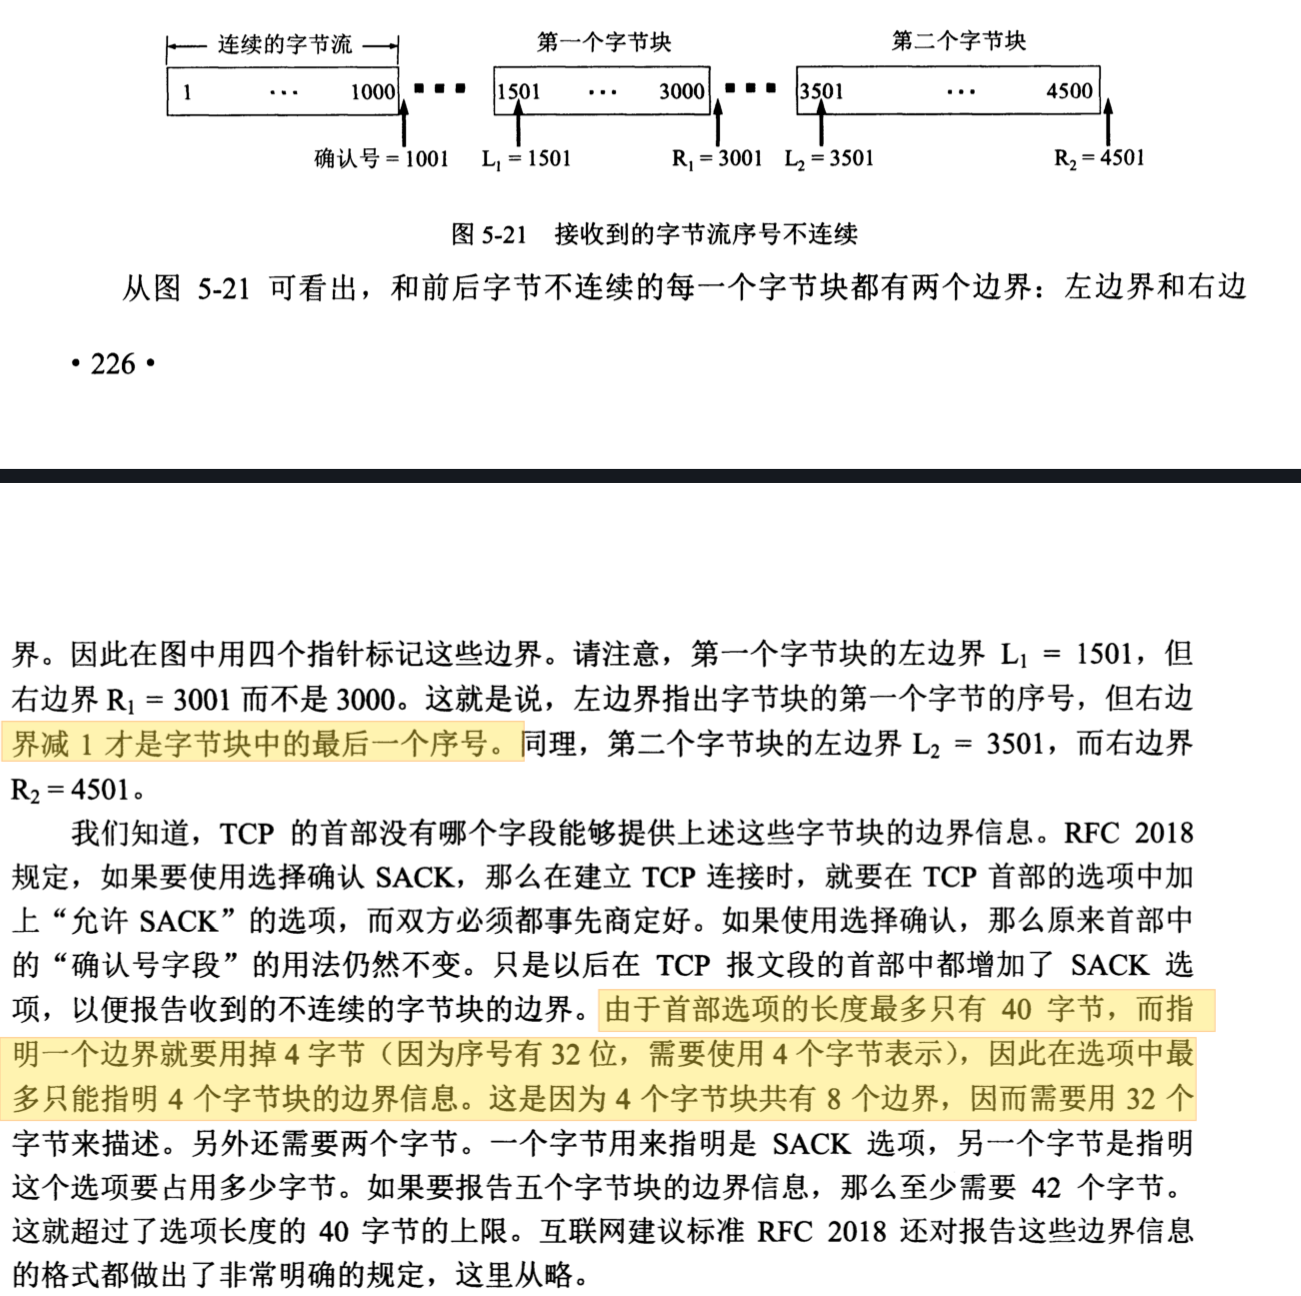 连续的字节流 第一个字节块 第二个字节块
1 ··· 1000 ■ ■ ■ 1501 ··· 3000 ■ ■ ■ 3501 ··· 4500
确认号 = 1001 L₁ = 1501 R₁ = 3001 L₂ = 3501 R₂ = 4501
图 5-21 接收到的字节流序号不连续
从图 5-21 可看出，和前后字节不连续的每一个字节块都有两个边界：左边界和右边
· 226 ·
界。因此在图中用四个指针标记这些边界。请注意，第一个字节块的左边界 L₁ = 1501，但
右边界 R₁ = 3001 而不是 3000。这就是说，左边界指出字节块的第一个字节的序号，但右边
界减 1 才是字节块中的最后一个序号。同理，第二个字节块的左边界 L₂ = 3501，而右边界
R₂ = 4501。
我们知道，TCP 的首部没有哪个字段能够提供上述这些字节块的边界信息。RFC 2018
规定，如果要使用选择确认 SACK，那么在建立 TCP 连接时，就要在 TCP 首部的选项中加
上“允许 SACK”的选项，而双方必须都事先商定好。如果使用选择确认，那么原来首部中
的“确认号字段”的用法仍然不变。只是以后在 TCP 报文段的首部中都增加了 SACK 选
项，以便报告收到的不连续的字节块的边界。由于首部选项的长度最多只有 40 字节，而指
明一个边界就要用掉 4 字节（因为序号有 32 位，需要使用 4 个字节表示），因此在选项中最
多只能指明 4 个字节块的边界信息。这是因为 4 个字节块共有 8 个边界，因而需要用 32 个
字节来描述。另外还需要两个字节。一个字节用来指明是 SACK 选项，另一个字节是指明
这个选项要占用多少字节。如果要报告五个字节块的边界信息，那么至少需要 42 个字节。
这就超过了选项长度的 40 字节的上限。互联网建议标准 RFC 2018 还对报告这些边界信息
的格式都做出了非常明确的规定，这里从略。